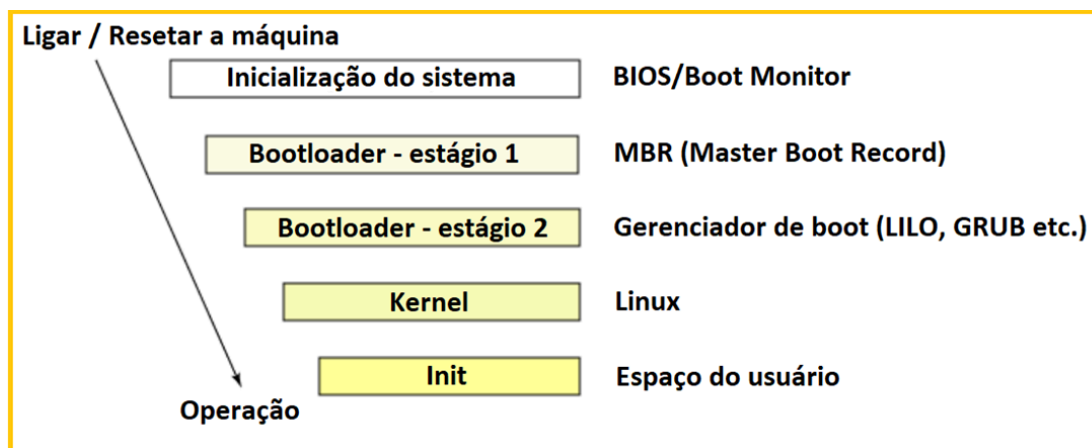 Ligar / Resetar a máquina
Inicialização do sistema
BIOS/Boot Monitor
Bootloader - estágio 1
MBR (Master Boot Record)
Bootloader - estágio 2
Gerenciador de boot (LILO, GRUB etc.)
Kernel
Linux
Init
Espaço do usuário
Operação